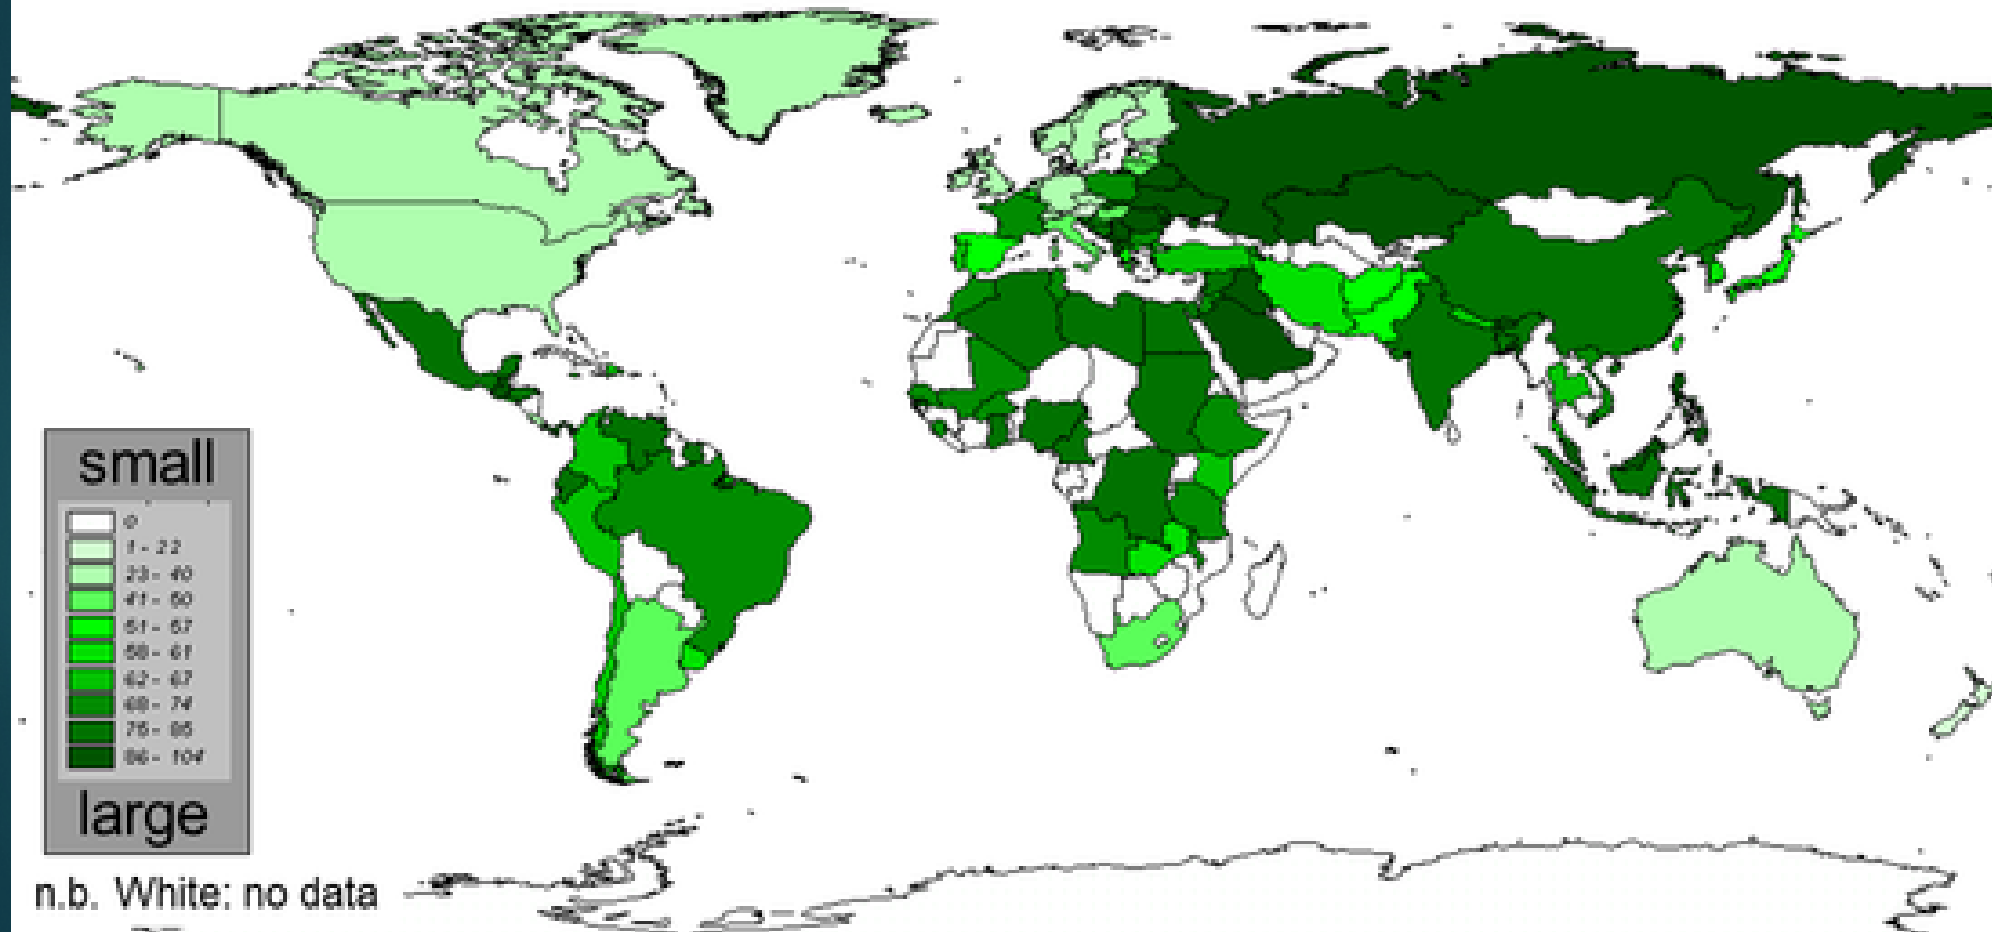 small
0
1 - 22
23 - 40
41 - 50
51 - 57
58 - 61
62 - 67
68 - 74
75 - 85
86 - 104
large
n.b. White: no data